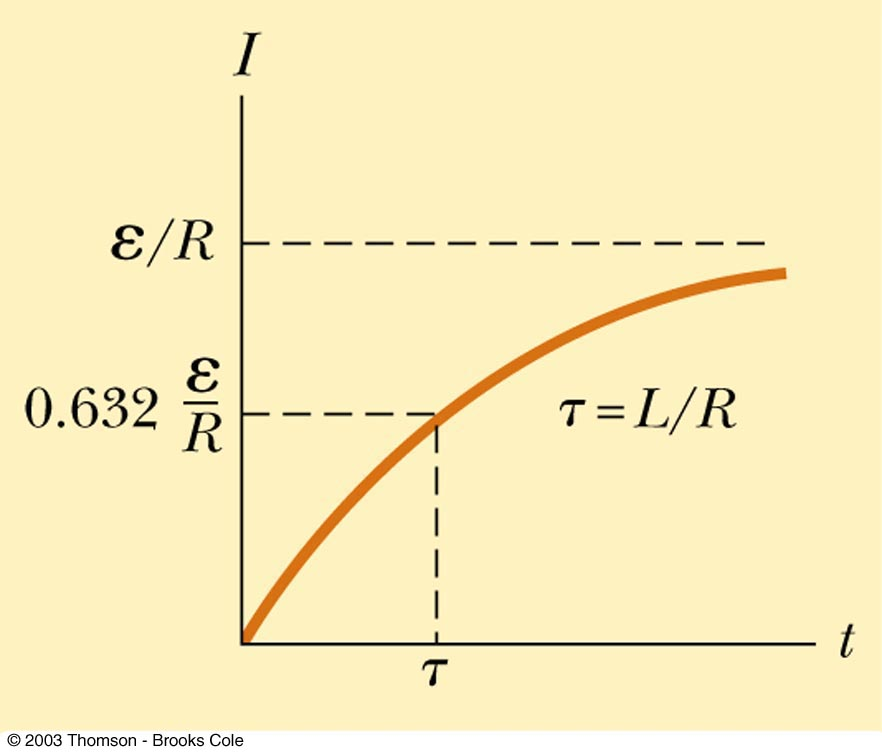 I
ε/R
0.632 ε/R
τ = L/R
τ
t
© 2003 Thomson - Brooks Cole